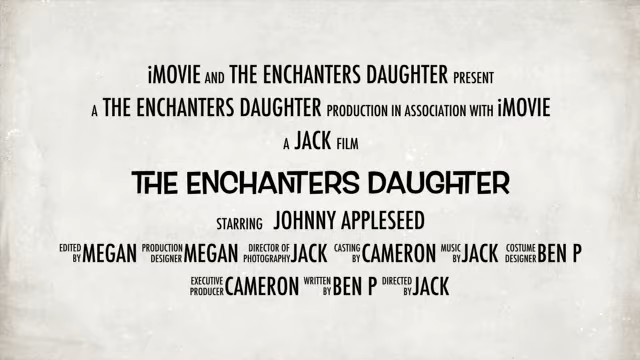 iMOVIE AND THE ENCHANTERS DAUGHTER PRESENT
A THE ENCHANTERS DAUGHTER PRODUCTION IN ASSOCIATION WITH iMOVIE
A JACK FILM
THE ENCHANTERS DAUGHTER
STARRING JOHNNY APPLESEED
EDITED BY MEGAN PRODUCTION DESIGNER MEGAN DIRECTOR OF PHOTOGRAPHY JACK CASTING BY CAMERON MUSIC BY JACK COSTUME DESIGNER BEN P
EXECUTIVE PRODUCER CAMERON WRITTEN BY BEN P DIRECTED BY JACK